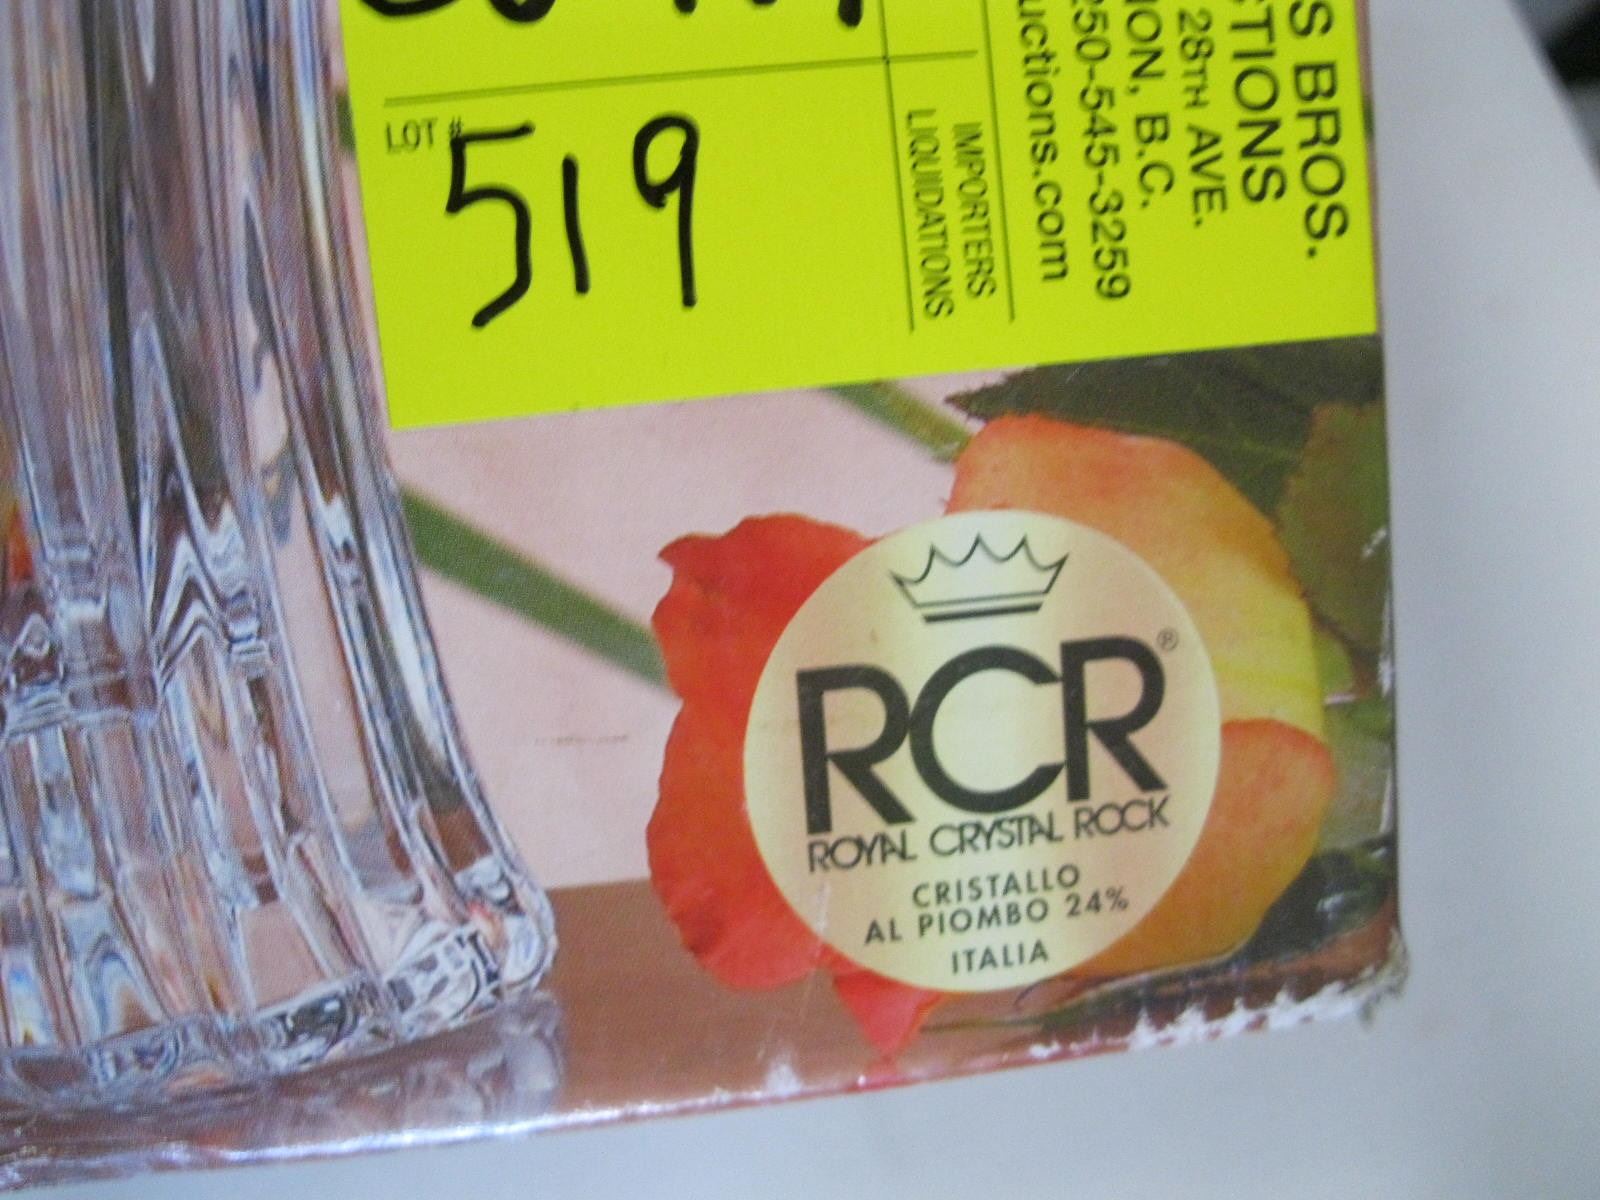 LOT #
519
IMPORTERS
LIQUIDATIONS
S BROS.
TIONS
28TH AVE.
ION, B.C.
250-545-3259
uctions.com
RCR®
ROYAL CRYSTAL ROCK
CRISTALLO
AL PIOMBO 24%
ITALIA